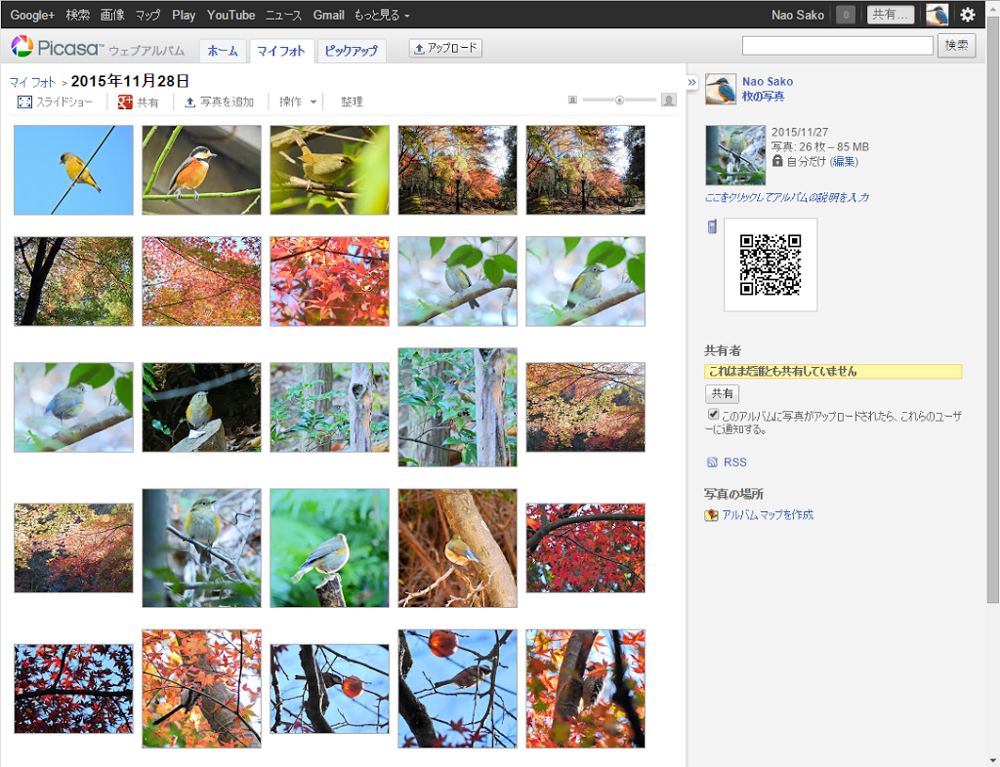 Google+ 検索 画像 マップ Play YouTube ニュース Gmail もっと見る
Nao Sako 0 共有...
Picasa™ ウェブアルバム
ホーム マイフォト ピックアップ アップロード
検索
マイ フォト > 2015年11月28日
スライドショー 共有 写真を追加 操作 整理
»
Nao Sako
枚の写真
2015/11/27
写真: 26 枚 – 85 MB
自分だけ (編集)
ここをクリックしてアルバムの説明を入力
共有者
これはまだ誰とも共有していません
共有
このアルバムに写真がアップロードされたら、これらのユーザ
ーに通知する。
RSS
写真の場所
アルバム マップを作成